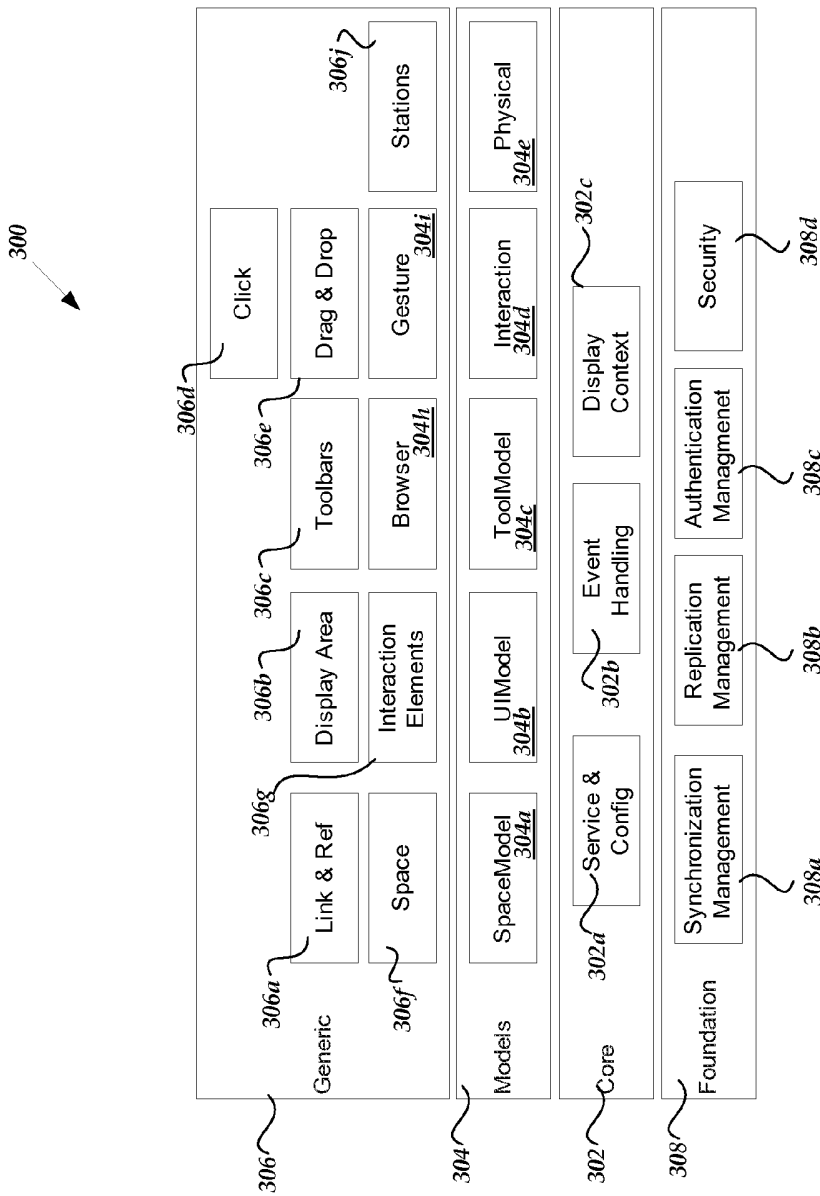 300
306
Generic
306a
Link & Ref
306b
Display Area
306c
Toolbars
306d
Click
306e
Drag & Drop
306f
Space
306g
Interaction
Elements
Browser
304h
Gesture
304i
Stations
306j
304
Models
SpaceModel
304a
UIModel
304b
ToolModel
304c
Interaction
304d
Physical
304e
302
Core
302a
Service &
Config
302b
Event
Handling
302c
Display
Context
308
Foundation
Synchronization
Management
308a
Replication
Management
308b
Authentication
Managmenet
308c
Security
308d